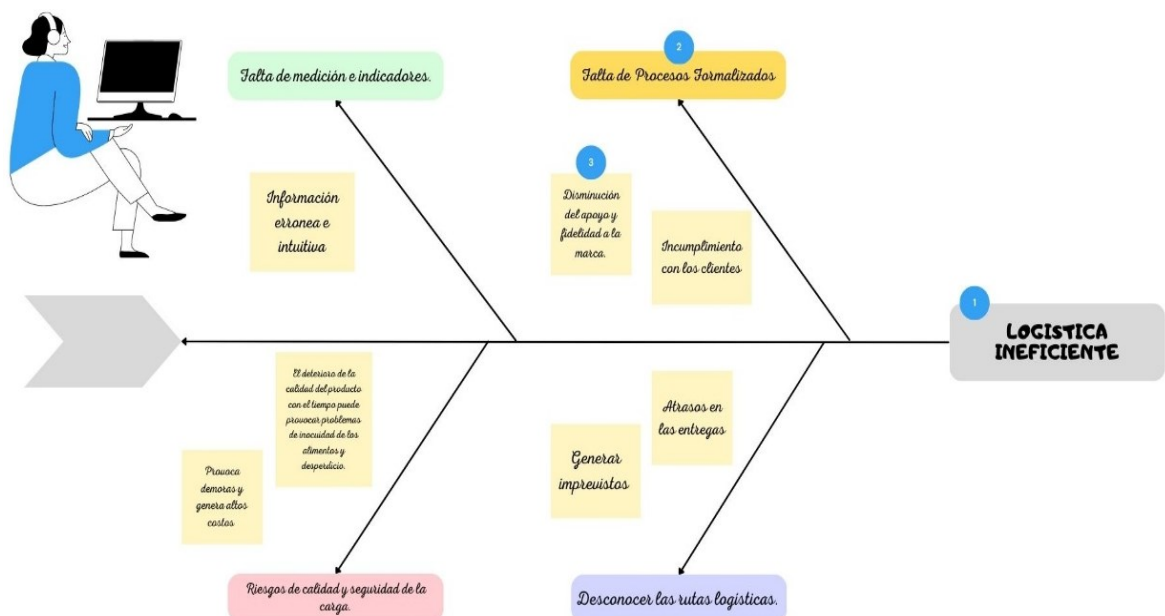 2
Falta de medición e indicadores.
Falta de Procesos Formalizados
3
Información
erronea e
intuitiva
Disminución
del apoyo y
fidelidad a la
marca.
Incumplimiento
con los clientes
1
LOGISTICA
INEFICIENTE
El deterioro de la
calidad del producto
con el tiempo puede
provocar problemas
de inocuidad de los
alimentos y
desperdicio.
Provoca
demoras y
genera altos
costos
Atrasos en
las entregas
Generar
imprevistos
Riesgos de calidad y seguridad de la
carga.
Desconocer las rutas logísticas.